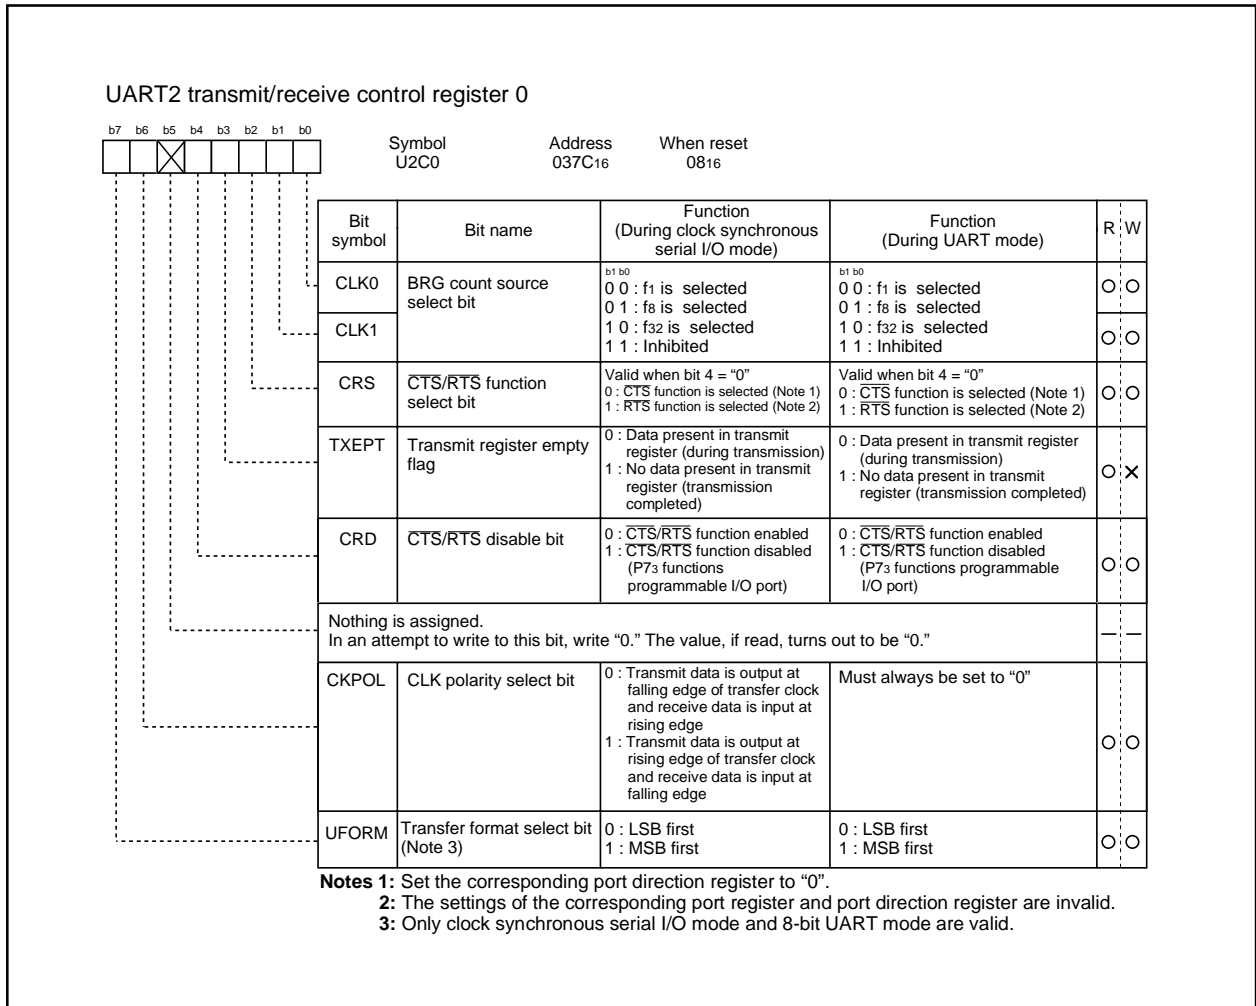 UART2 transmit/receive control register 0
b7 b6 b5 b4 b3 b2 b1 b0
Symbol Address When reset
U2C0 037C16 0816
Bit symbol
Bit name
Function
(During clock synchronous
serial I/O mode)
Function
(During UART mode)
R W
CLK0
CLK1
BRG count source
select bit
b1 b0
0 0 : f1 is selected
0 1 : f8 is selected
1 0 : f32 is selected
1 1 : Inhibited
b1 b0
0 0 : f1 is selected
0 1 : f8 is selected
1 0 : f32 is selected
1 1 : Inhibited
CRS
CTS/RTS function
select bit
Valid when bit 4 = “0”
0 : CTS function is selected (Note 1)
1 : RTS function is selected (Note 2)
Valid when bit 4 = “0”
0 : CTS function is selected (Note 1)
1 : RTS function is selected (Note 2)
TXEPT
Transmit register empty
flag
0 : Data present in transmit
register (during transmission)
1 : No data present in transmit
register (transmission
completed)
0 : Data present in transmit register
(during transmission)
1 : No data present in transmit
register (transmission completed)
CRD
CTS/RTS disable bit
0 : CTS/RTS function enabled
1 : CTS/RTS function disabled
(P73 functions
programmable I/O port)
0 : CTS/RTS function enabled
1 : CTS/RTS function disabled
(P73 functions programmable
I/O port)
Nothing is assigned.
In an attempt to write to this bit, write “0.” The value, if read, turns out to be “0.”
CKPOL
CLK polarity select bit
0 : Transmit data is output at
falling edge of transfer clock
and receive data is input at
rising edge
1 : Transmit data is output at
rising edge of transfer clock
and receive data is input at
falling edge
Must always be set to “0”
UFORM
Transfer format select bit
(Note 3)
0 : LSB first
1 : MSB first
0 : LSB first
1 : MSB first
Notes 1: Set the corresponding port direction register to “0”.
2: The settings of the corresponding port register and port direction register are invalid.
3: Only clock synchronous serial I/O mode and 8-bit UART mode are valid.